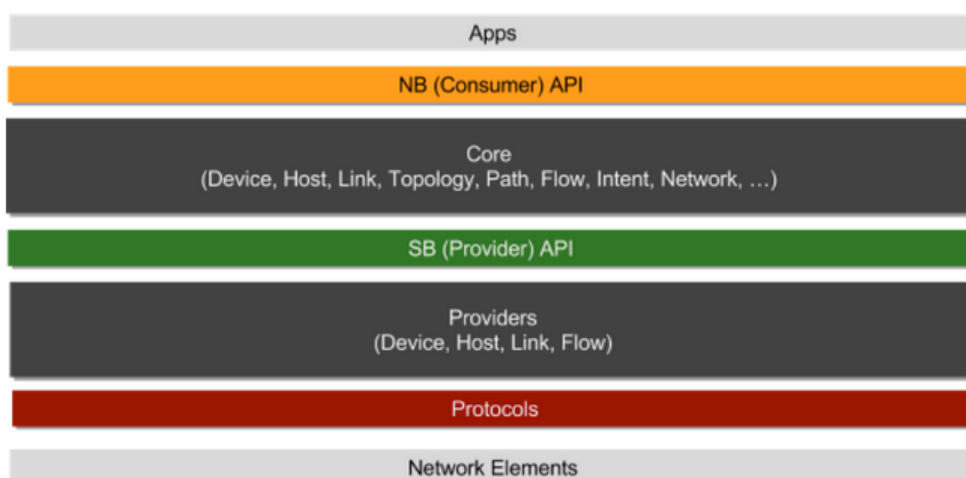 Apps
NB (Consumer) API
Core
(Device, Host, Link, Topology, Path, Flow, Intent, Network, ...)
SB (Provider) API
Providers
(Device, Host, Link, Flow)
Protocols
Network Elements